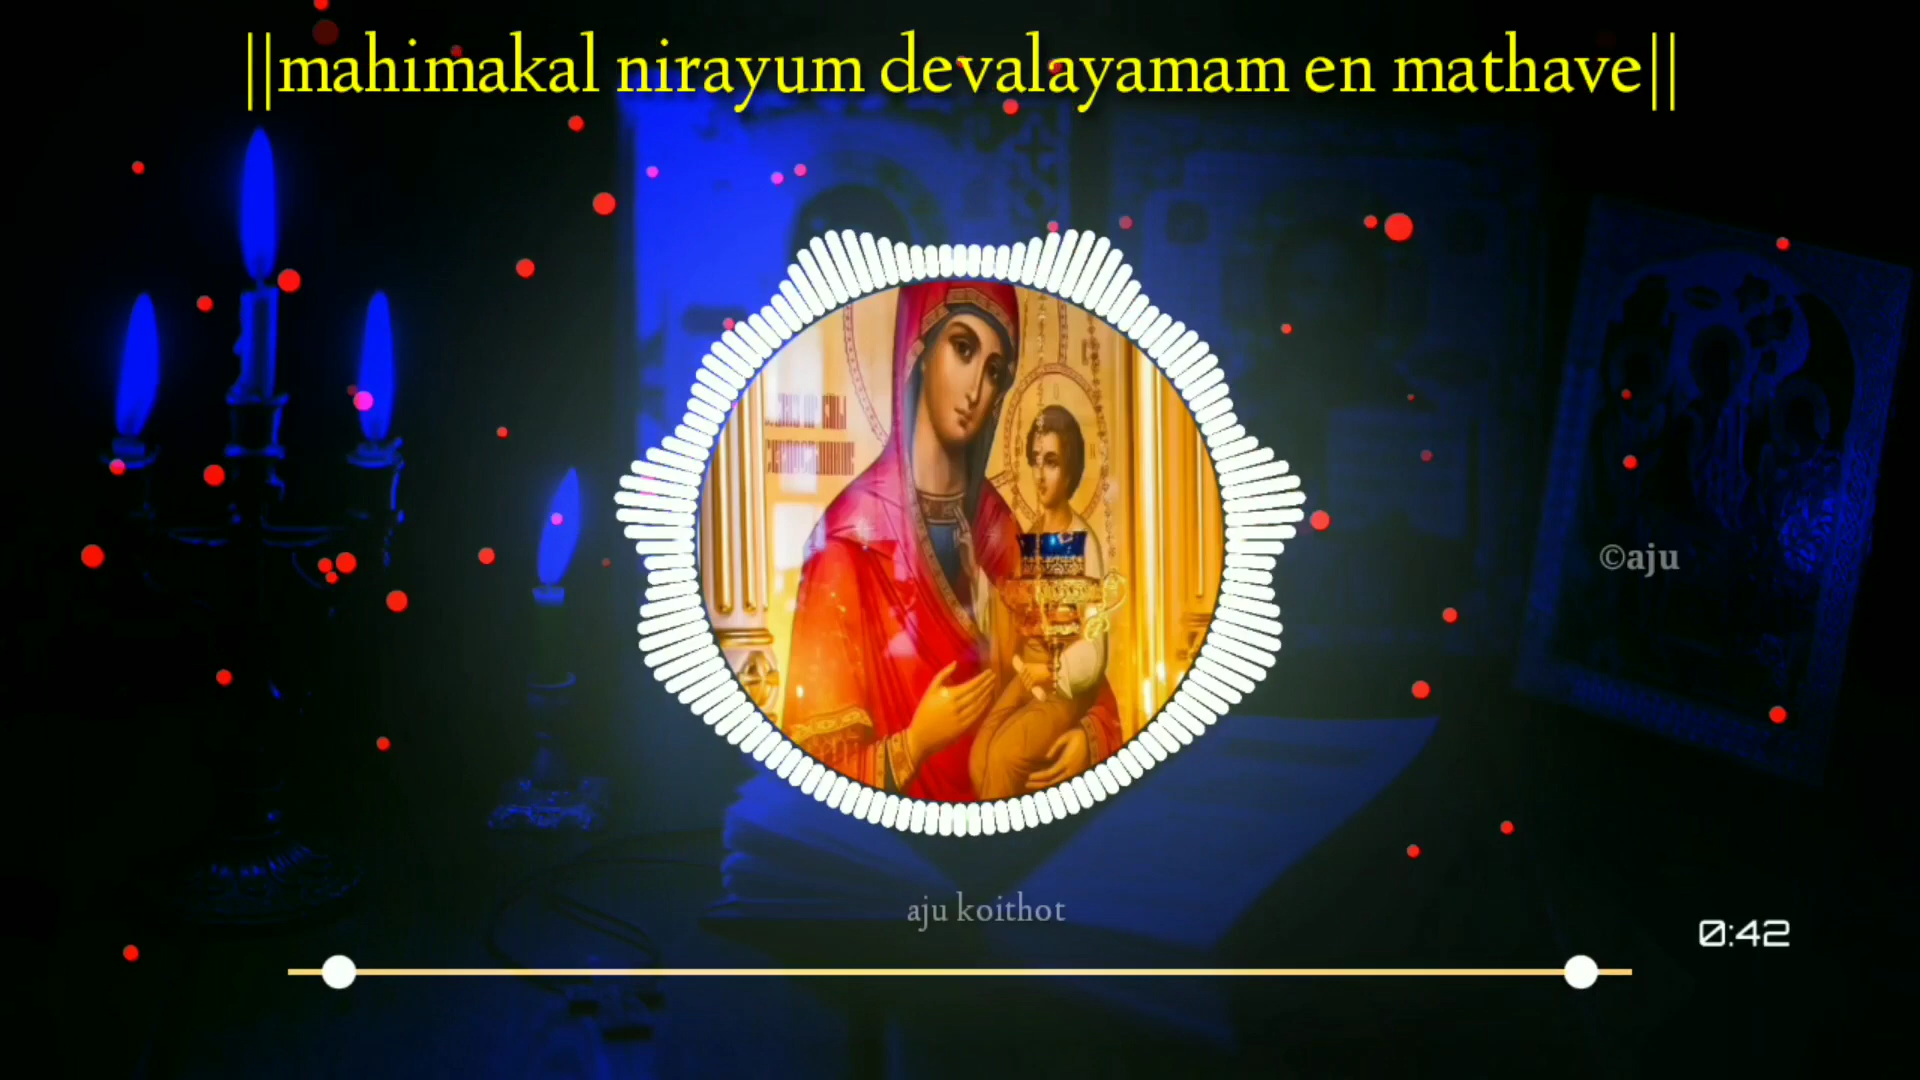 ||mahimakal nirayum devalayamam en mathave||
©aju
aju koithot
0:42